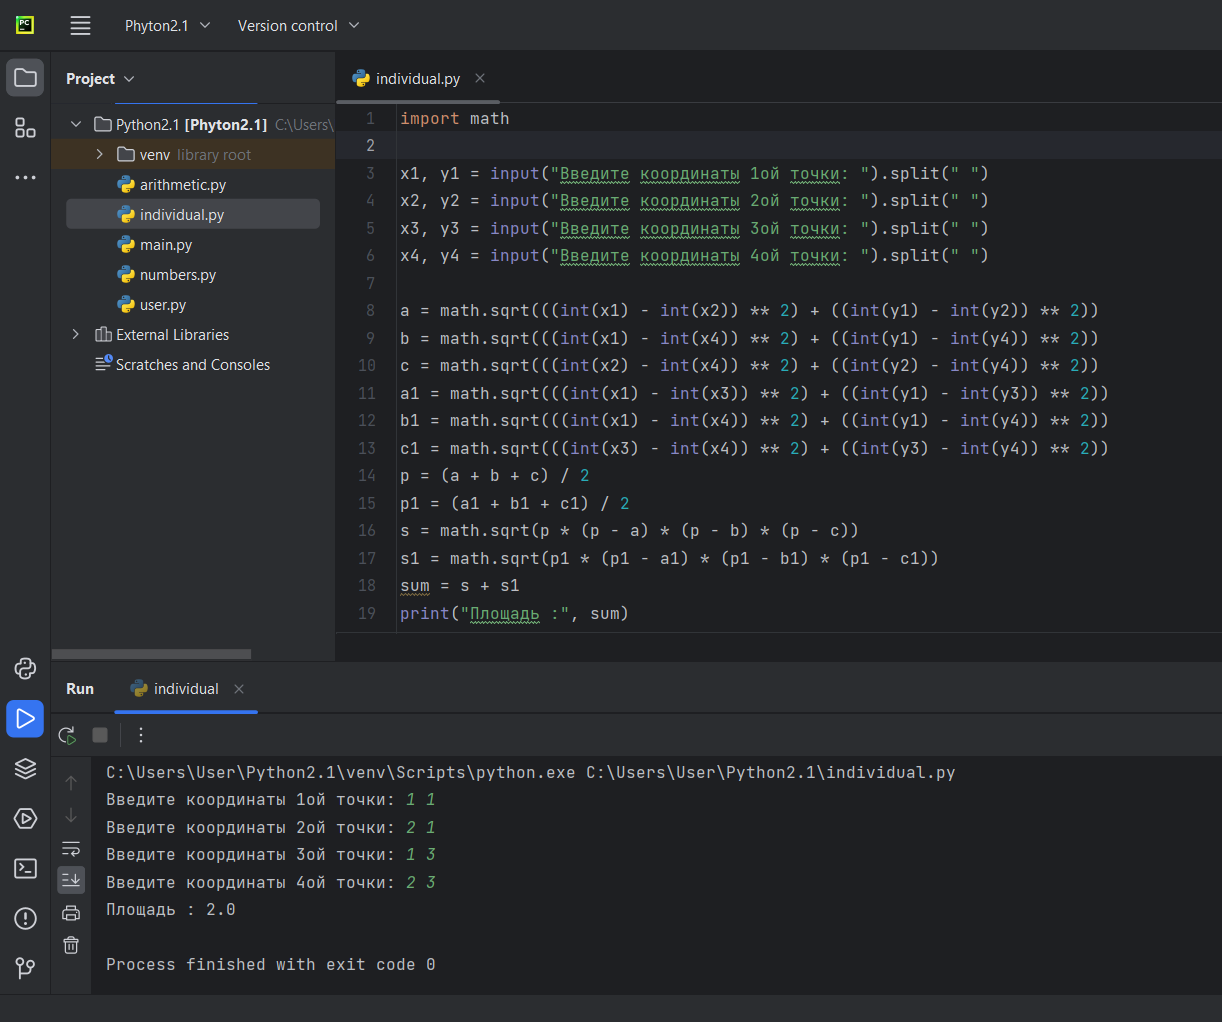 PC
Phyton2.1
Version control
Project
Python2.1 [Phyton2.1] C:\Users\
venv library root
arithmetic.py
individual.py
main.py
numbers.py
user.py
External Libraries
Scratches and Consoles
individual.py
1 import math
2
3 x1, y1 = input("Введите координаты 1ой точки: ").split(" ")
4 x2, y2 = input("Введите координаты 2ой точки: ").split(" ")
5 x3, y3 = input("Введите координаты 3ой точки: ").split(" ")
6 x4, y4 = input("Введите координаты 4ой точки: ").split(" ")
7
8 a = math.sqrt(((int(x1) - int(x2)) ** 2) + ((int(y1) - int(y2)) ** 2))
9 b = math.sqrt(((int(x1) - int(x4)) ** 2) + ((int(y1) - int(y4)) ** 2))
10 c = math.sqrt(((int(x2) - int(x4)) ** 2) + ((int(y2) - int(y4)) ** 2))
11 a1 = math.sqrt(((int(x1) - int(x3)) ** 2) + ((int(y1) - int(y3)) ** 2))
12 b1 = math.sqrt(((int(x1) - int(x4)) ** 2) + ((int(y1) - int(y4)) ** 2))
13 c1 = math.sqrt(((int(x3) - int(x4)) ** 2) + ((int(y3) - int(y4)) ** 2))
14 p = (a + b + c) / 2
15 p1 = (a1 + b1 + c1) / 2
16 s = math.sqrt(p * (p - a) * (p - b) * (p - c))
17 s1 = math.sqrt(p1 * (p1 - a1) * (p1 - b1) * (p1 - c1))
18 sum = s + s1
19 print("Площадь :", sum)
Run
individual
C:\Users\User\Python2.1\venv\Scripts\python.exe C:\Users\User\Python2.1\individual.py
Введите координаты 1ой точки: 1 1
Введите координаты 2ой точки: 2 1
Введите координаты 3ой точки: 1 3
Введите координаты 4ой точки: 2 3
Площадь : 2.0
Process finished with exit code 0